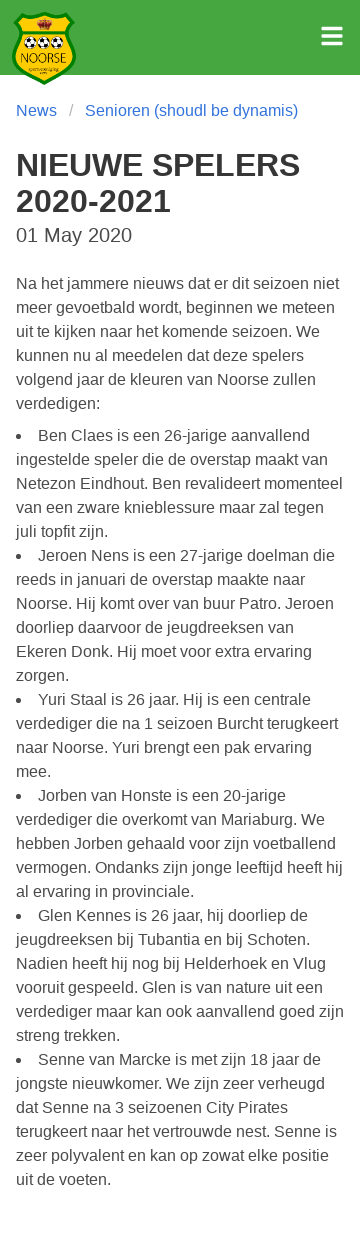 NOORSE
News / Senioren (shoudl be dynamis)
NIEUWE SPELERS
2020-2021
01 May 2020
Na het jammere nieuws dat er dit seizoen niet
meer gevoetbald wordt, beginnen we meteen
uit te kijken naar het komende seizoen. We
kunnen nu al meedelen dat deze spelers
volgend jaar de kleuren van Noorse zullen
verdedigen:
• Ben Claes is een 26-jarige aanvallend
ingestelde speler die de overstap maakt van
Netezon Eindhout. Ben revalideert momenteel
van een zware knieblessure maar zal tegen
juli topfit zijn.
• Jeroen Nens is een 27-jarige doelman die
reeds in januari de overstap maakte naar
Noorse. Hij komt over van buur Patro. Jeroen
doorliep daarvoor de jeugdreeksen van
Ekeren Donk. Hij moet voor extra ervaring
zorgen.
• Yuri Staal is 26 jaar. Hij is een centrale
verdediger die na 1 seizoen Burcht terugkeert
naar Noorse. Yuri brengt een pak ervaring
mee.
• Jorben van Honste is een 20-jarige
verdediger die overkomt van Mariaburg. We
hebben Jorben gehaald voor zijn voetballend
vermogen. Ondanks zijn jonge leeftijd heeft hij
al ervaring in provinciale.
• Glen Kennes is 26 jaar, hij doorliep de
jeugdreeksen bij Tubantia en bij Schoten.
Nadien heeft hij nog bij Helderhoek en Vlug
vooruit gespeeld. Glen is van nature uit een
verdediger maar kan ook aanvallend goed zijn
streng trekken.
• Senne van Marcke is met zijn 18 jaar de
jongste nieuwkomer. We zijn zeer verheugd
dat Senne na 3 seizoenen City Pirates
terugkeert naar het vertrouwde nest. Senne is
zeer polyvalent en kan op zowat elke positie
uit de voeten.